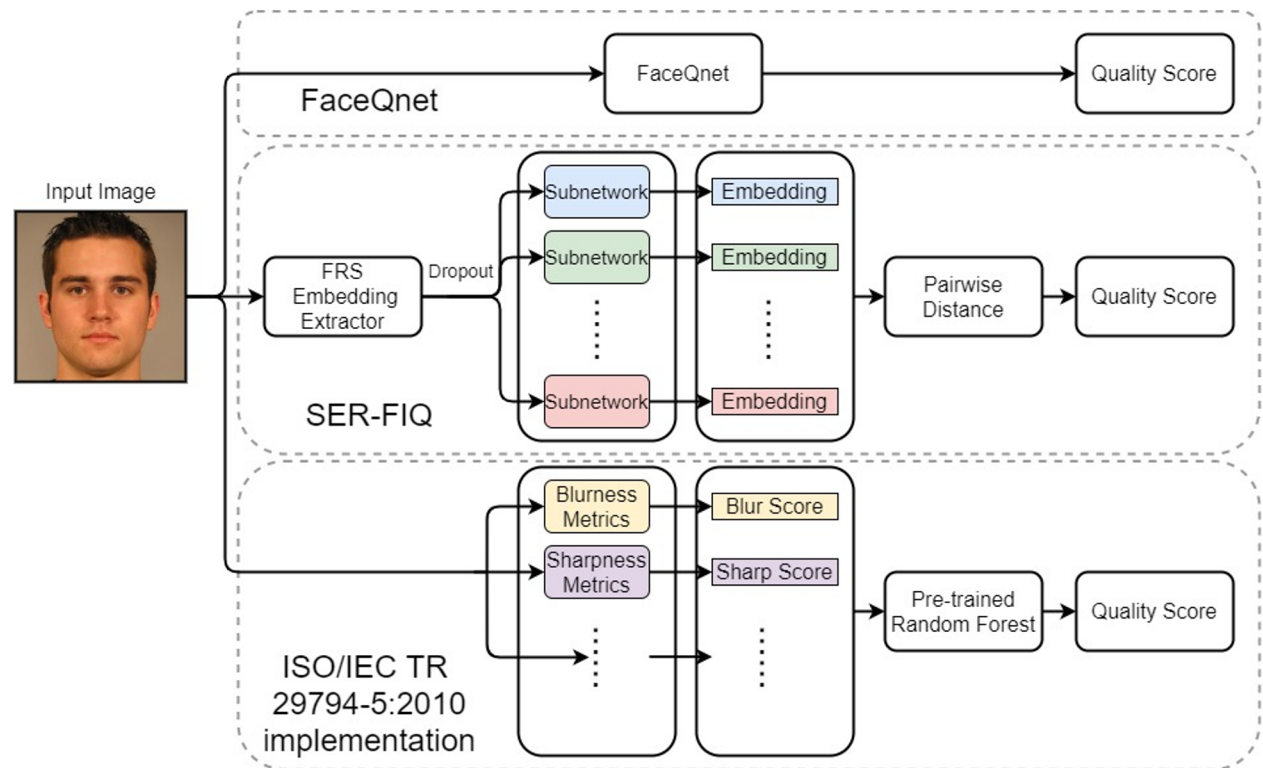 FaceQnet
Quality Score
FaceQnet
Input Image
Subnetwork
Embedding
Subnetwork
Embedding
FRS
Embedding
Extractor
Dropout
Pairwise
Distance
Quality Score
Subnetwork
Embedding
SER-FIQ
Blurness
Metrics
Blur Score
Sharpness
Metrics
Sharp Score
Pre-trained
Random Forest
Quality Score
ISO/IEC TR
29794-5:2010
implementation